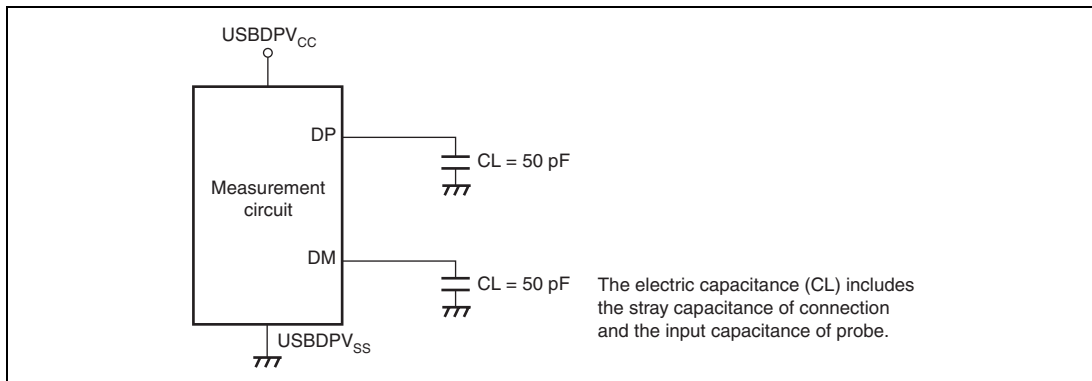 USBDPVCC
DP
CL = 50 pF
Measurement
circuit
DM
CL = 50 pF
The electric capacitance (CL) includes
the stray capacitance of connection
and the input capacitance of probe.
USBDPVSS